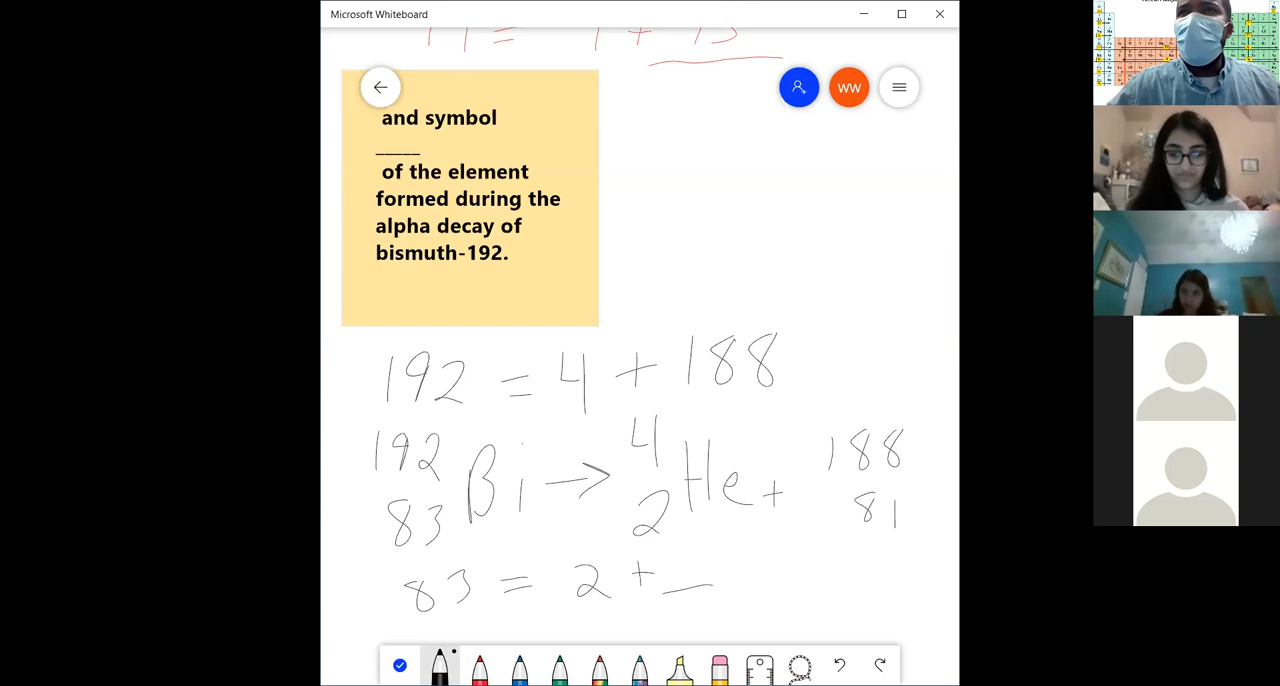 Microsoft Whiteboard
WW
and symbol
_____
of the element
formed during the
alpha decay of
bismuth-192.
192 = 4 + 188
192 83 Bi → 4 2 He + 188 81
83 = 2 + __